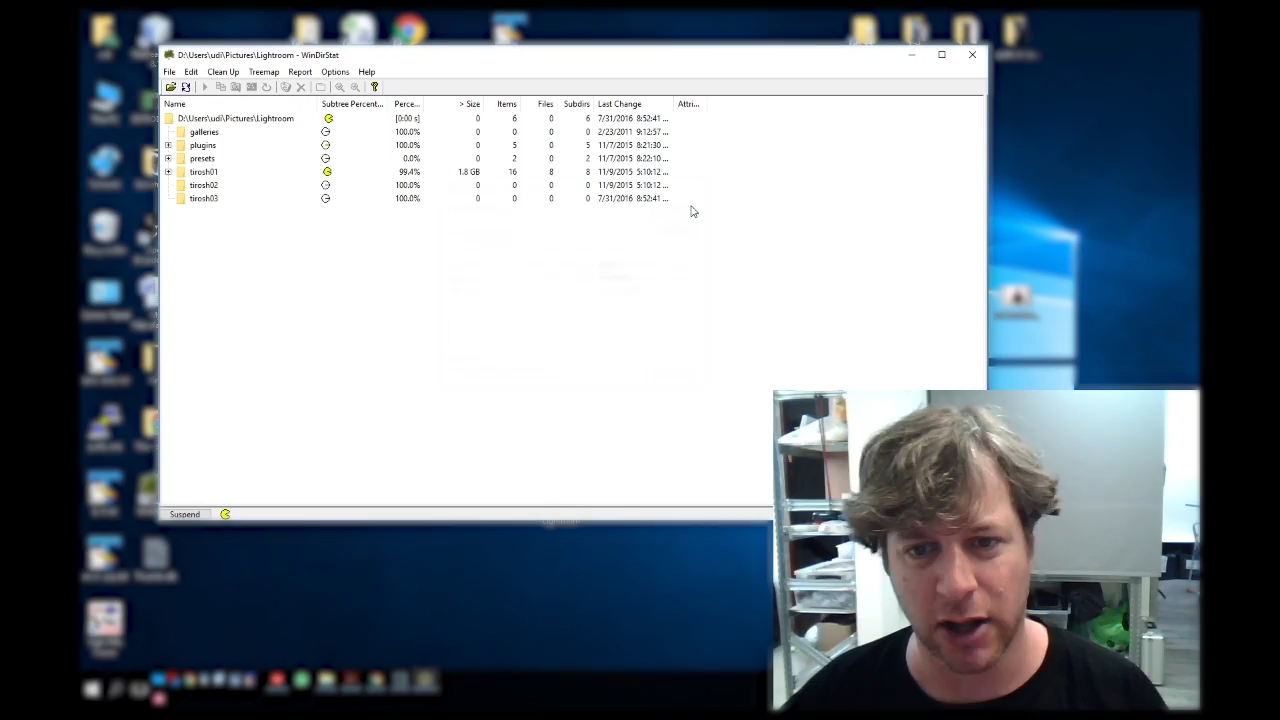 D:\Users\udi\Pictures\Lightroom - WinDirStat
File Edit Clean Up Treemap Report Options Help
Name Subtree Percent... Perce... > Size Items Files Subdirs Last Change Attri...
D:\Users\udi\Pictures\Lightroom [0:00 s] 0 6 0 6 7/31/2016 8:52:41 ...
galleries 100.0% 0 0 0 0 2/23/2011 9:12:57 ...
plugins 100.0% 0 5 0 5 11/7/2015 8:21:30 ...
presets 0.0% 0 2 0 2 11/7/2015 8:22:10 ...
tirosh01 99.4% 1.8 GB 16 8 8 11/9/2015 5:10:12 ...
tirosh02 100.0% 0 0 0 0 11/9/2015 5:10:12 ...
tirosh03 100.0% 0 0 0 0 7/31/2016 8:52:41 ...
Suspend